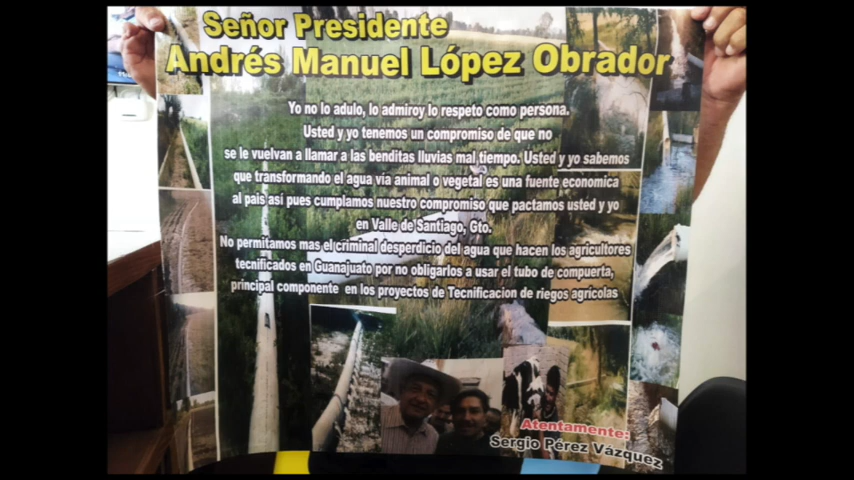 Señor Presidente
Andrés Manuel López Obrador
Yo no lo adulo, lo admiroy lo respeto como persona.
Usted y yo tenemos un compromiso de que no
se le vuelvan a llamar a las benditas lluvias mal tiempo. Usted y yo sabemos
que transformando el agua via animal o vegetal es una fuente economica
al pais asi pues cumplamos nuestro compromiso que pactamos usted y yo
en Valle de Santiago, Gto.
No permitamos mas el criminal desperdicio del agua que hacen los agricultores
tecnificados en Guanajuato por no obligarlos a usar el tubo de compuerta,
principal componente en los proyectos de Tecnificacion de riegos agricolas
Atentamente:
Sergio Pérez Vázquez